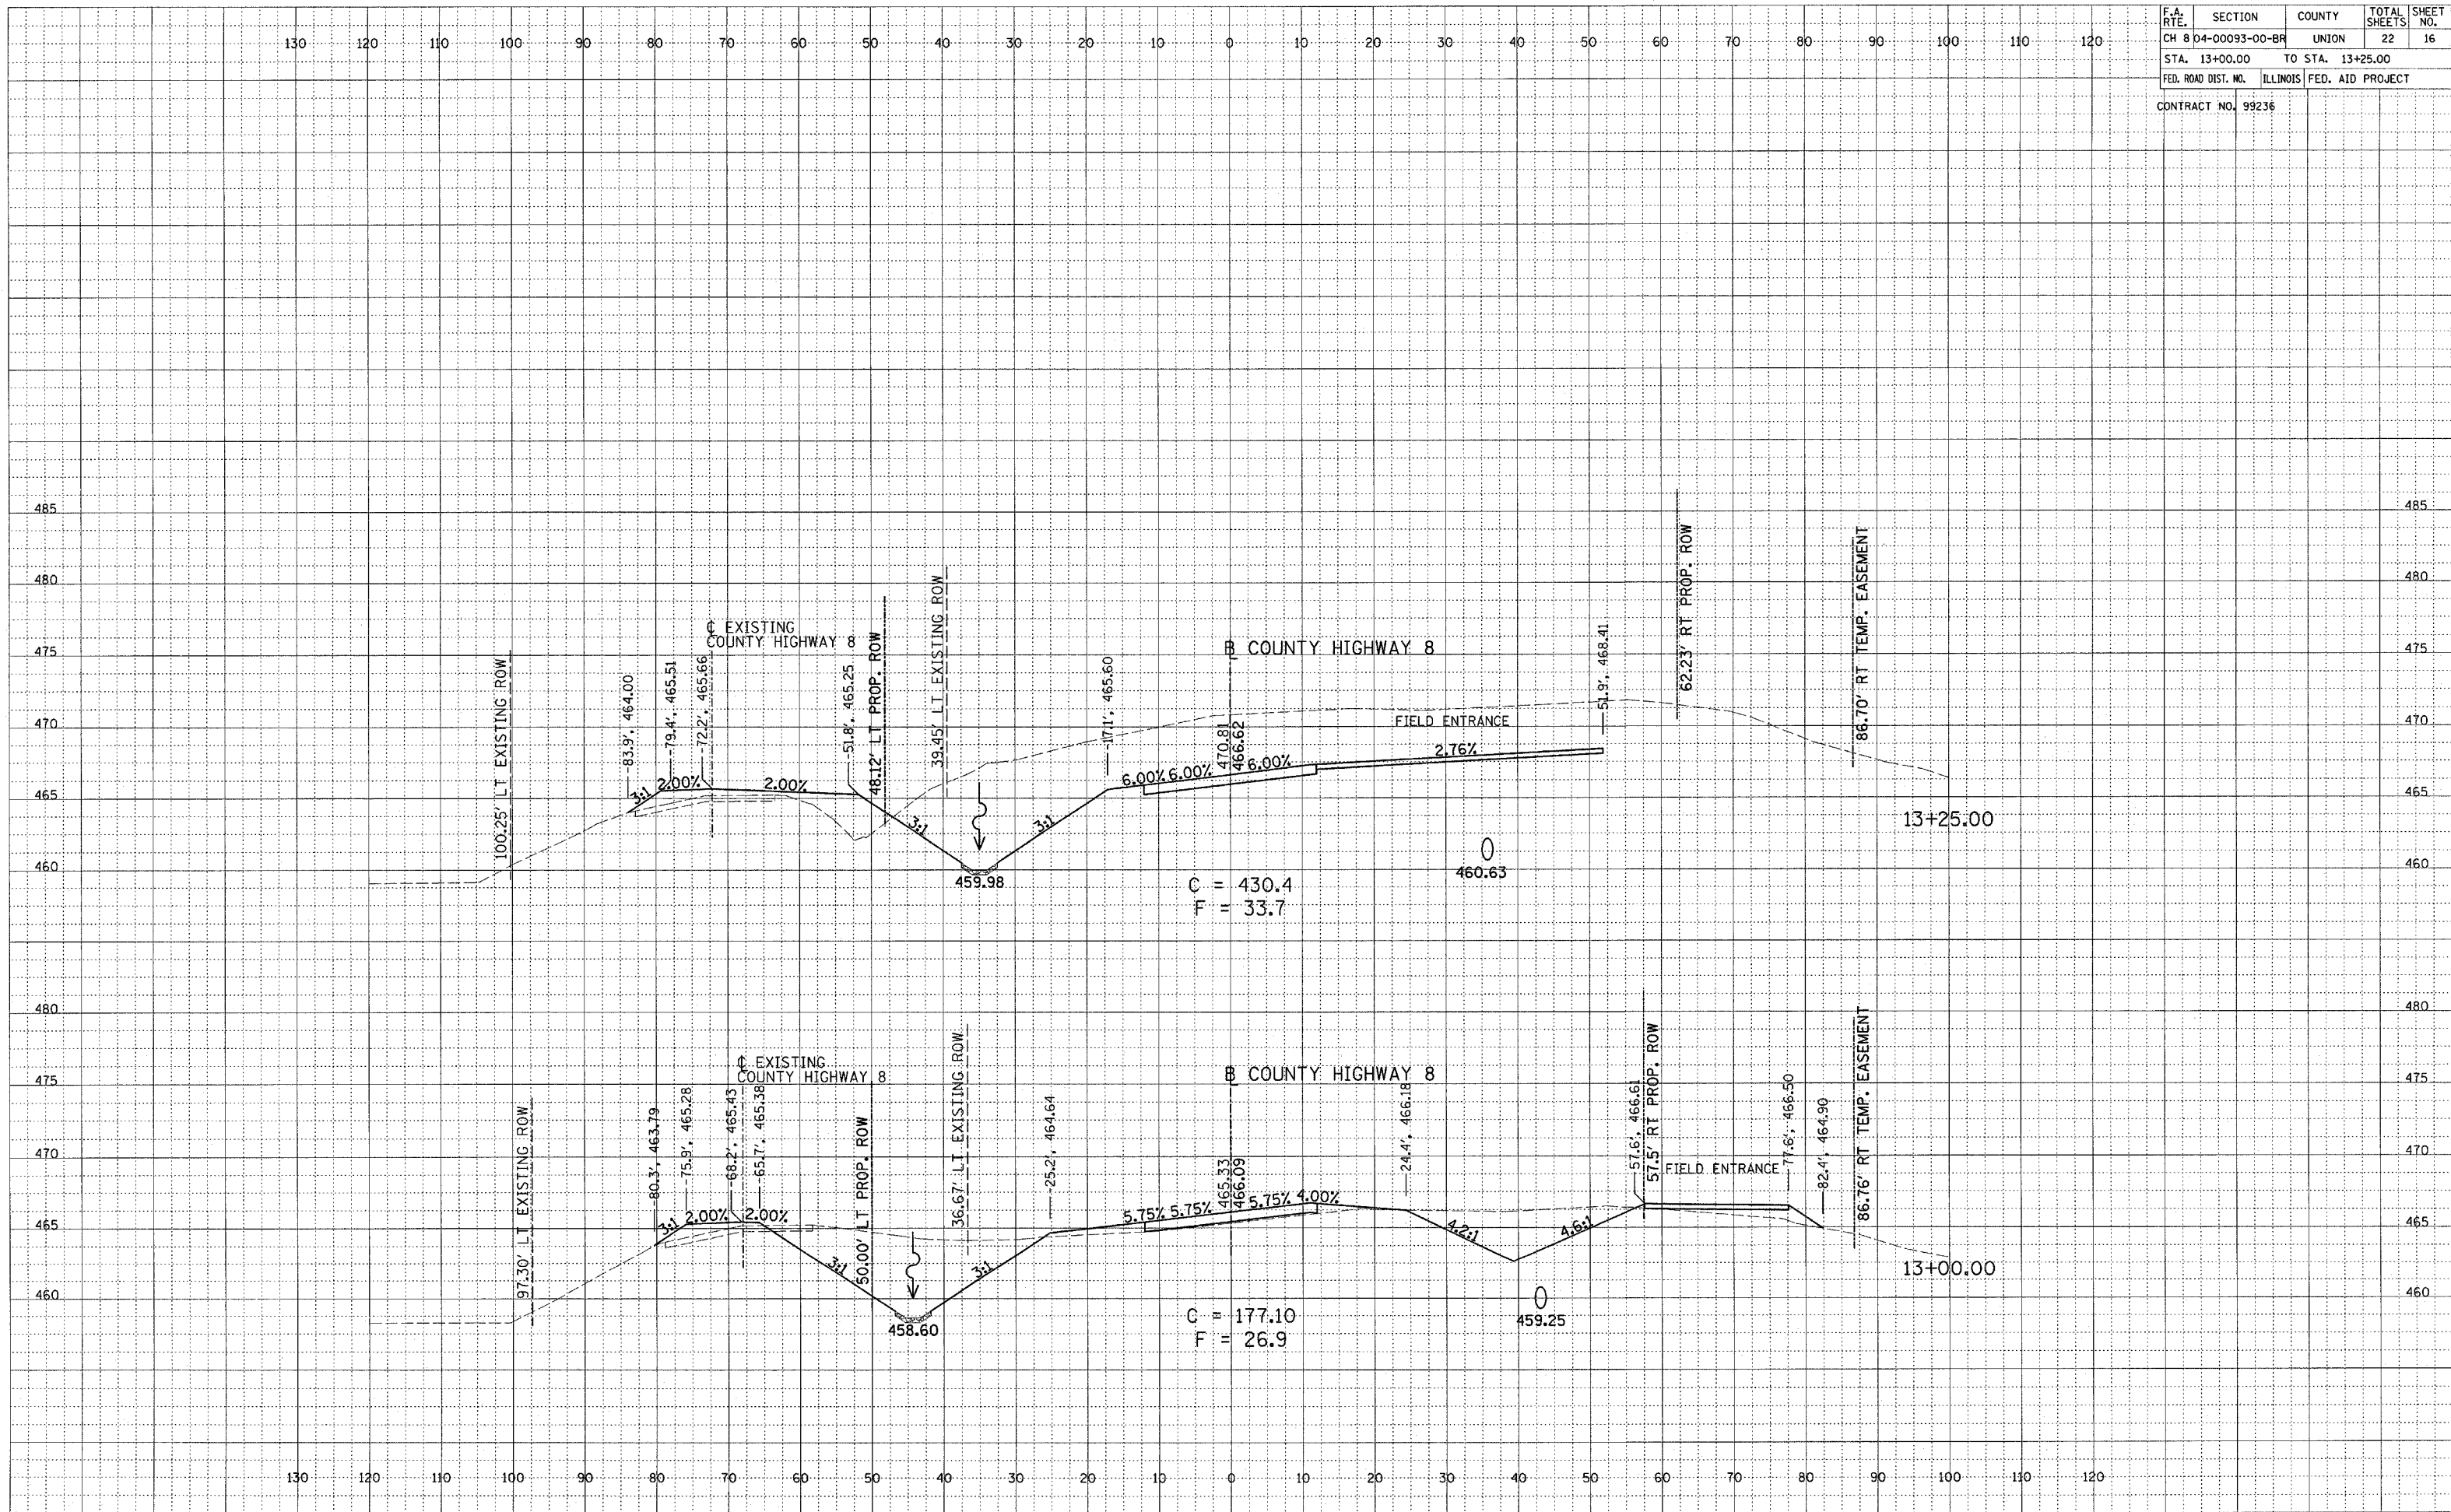 F.A. RTE. SECTION COUNTY TOTAL SHEETS SHEET NO.
CH 8 04-00093-00-BR UNION 22 16
STA. 13+00.00 TO STA. 13+25.00
FED. ROAD DIST. NO. ILLINOIS FED. AID PROJECT
CONTRACT NO. 99236
130 120 110 100 90 80 70 60 50 40 30 20 10 0 10 20 30 40 50 60 70 80 90 100 110 120
485 485
480 480
475 475
470 470
465 465
460 460
100.25' LT EXISTING ROW
-83.9', 464.00
-79.4', 465.51
-72.2', 465.66
℄ EXISTING
COUNTY HIGHWAY 8
-51.8', 465.25
48.12' LT PROP. ROW
39.45' LT EXISTING ROW
-17.1', 465.60
470.81
466.62
B COUNTY HIGHWAY 8
51.9', 468.41
62.23' RT PROP. ROW
86.70' RT TEMP. EASEMENT
FIELD ENTRANCE
3:1 2.00% 2.00% 3:1 3:1 6.00% 6.00% 6.00% 2.76%
13+25.00
459.98
460.63
C = 430.4
F = 33.7
480 480
475 475
470 470
465 465
460 460
97.30' LT EXISTING ROW
-80.3', 463.79
-75.9', 465.28
-68.2', 465.43
-65.7', 465.38
℄ EXISTING
COUNTY HIGHWAY 8
50.00' LT PROP. ROW
36.67' LT EXISTING ROW
-25.2', 464.64
465.33
466.09
B COUNTY HIGHWAY 8
24.4', 466.18
57.6', 466.61
57.5' RT PROP. ROW
FIELD ENTRANCE
77.6', 466.50
82.4', 464.90
86.76' RT TEMP. EASEMENT
3:1 2.00% 2.00% 3:1 3:1 5.75% 5.75% 5.75% 4.00% 4.2:1 4.6:1
13+00.00
458.60
459.25
C = 177.10
F = 26.9
130 120 110 100 90 80 70 60 50 40 30 20 10 0 10 20 30 40 50 60 70 80 90 100 110 120